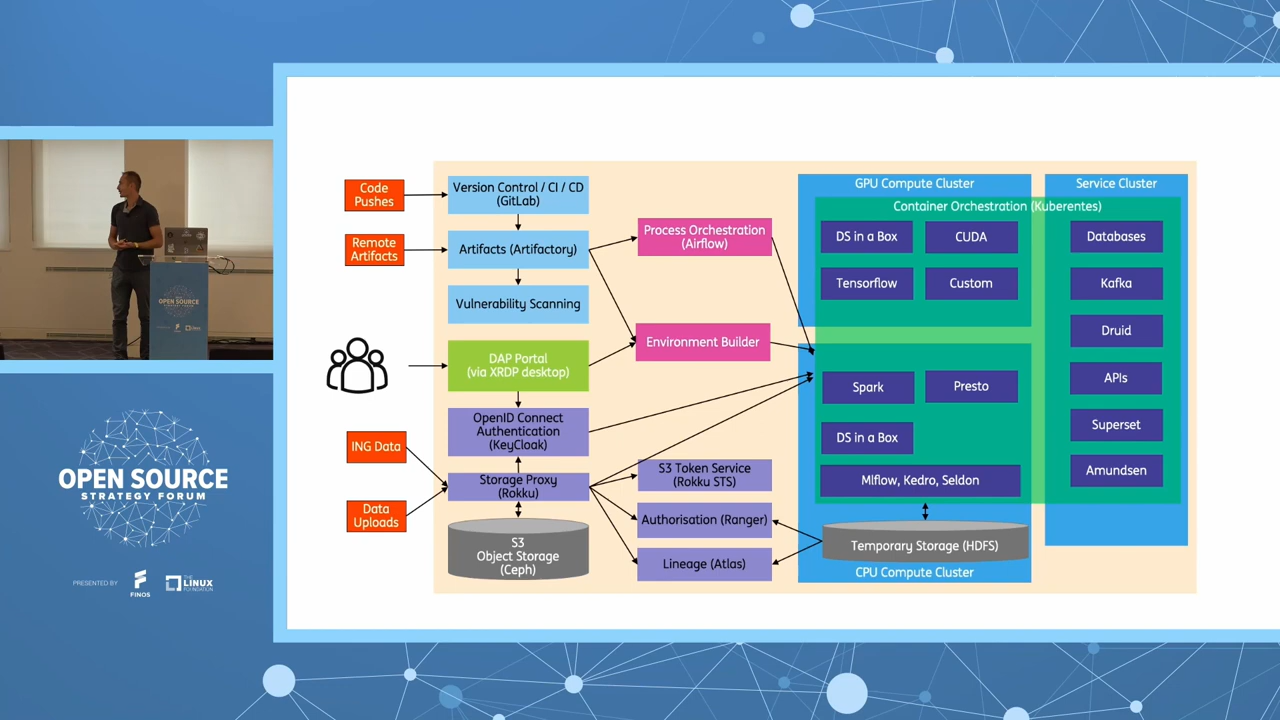 Code
Pushes
Remote
Artifacts
ING Data
Data
Uploads
Version Control / CI / CD
(GitLab)
Artifacts (Artifactory)
Vulnerability Scanning
DAP Portal
(via XRDP desktop)
OpenID Connect
Authentication
(KeyCloak)
Storage Proxy
(Rokku)
S3
Object Storage
(Ceph)
Process Orchestration
(Airflow)
Environment Builder
S3 Token Service
(Rokku STS)
Authorisation (Ranger)
Lineage (Atlas)
GPU Compute Cluster
Service Cluster
Container Orchestration (Kuberentes)
DS in a Box
CUDA
Tensorflow
Custom
Spark
Presto
DS in a Box
Mlflow, Kedro, Seldon
Temporary Storage (HDFS)
CPU Compute Cluster
Databases
Kafka
Druid
APIs
Superset
Amundsen
OPEN SOURCE
STRATEGY FORUM
OPEN SOURCE
STRATEGY FORUM
PRESENTED BY
FINOS
THE
LINUX
FOUNDATION